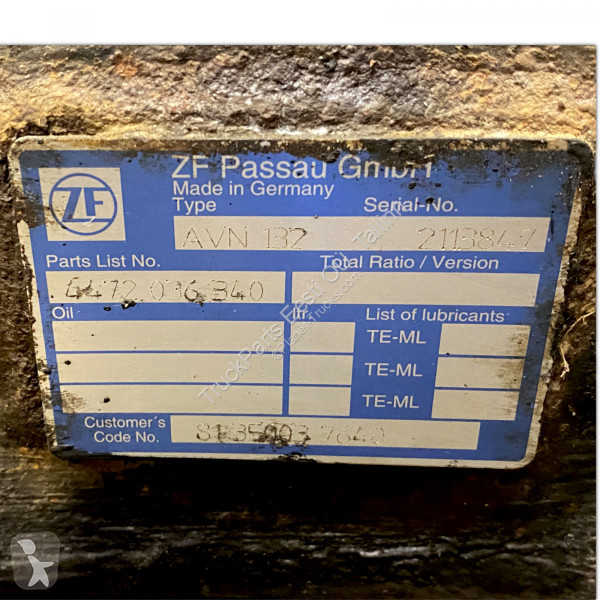 ZF Passau GmbH
ZF
Made in Germany
Type Serial-No.
AVN 132 2113847
Parts List No. Total Ratio / Version
4472 036 340
Oil ltr. List of lubricants
TE-ML
TE-ML
TE-ML
Customer's
Code No. 81.35003.7640